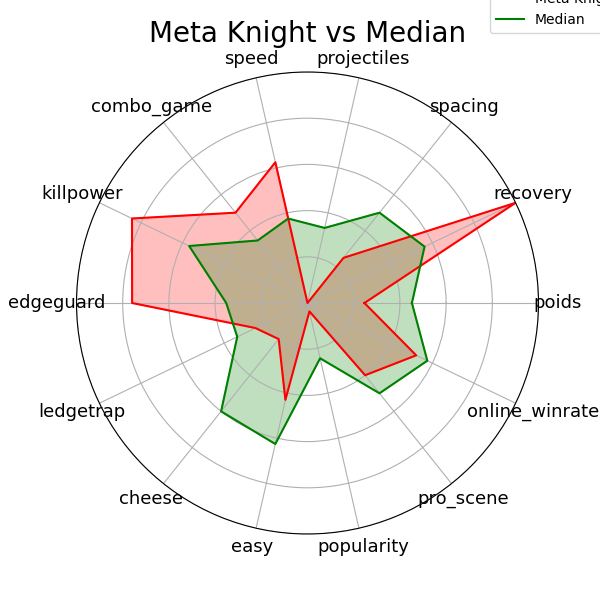 Meta Knight vs Median
Median
speed
projectiles
combo_game
spacing
killpower
recovery
edgeguard
poids
ledgetrap
online_winrate
cheese
pro_scene
easy
popularity